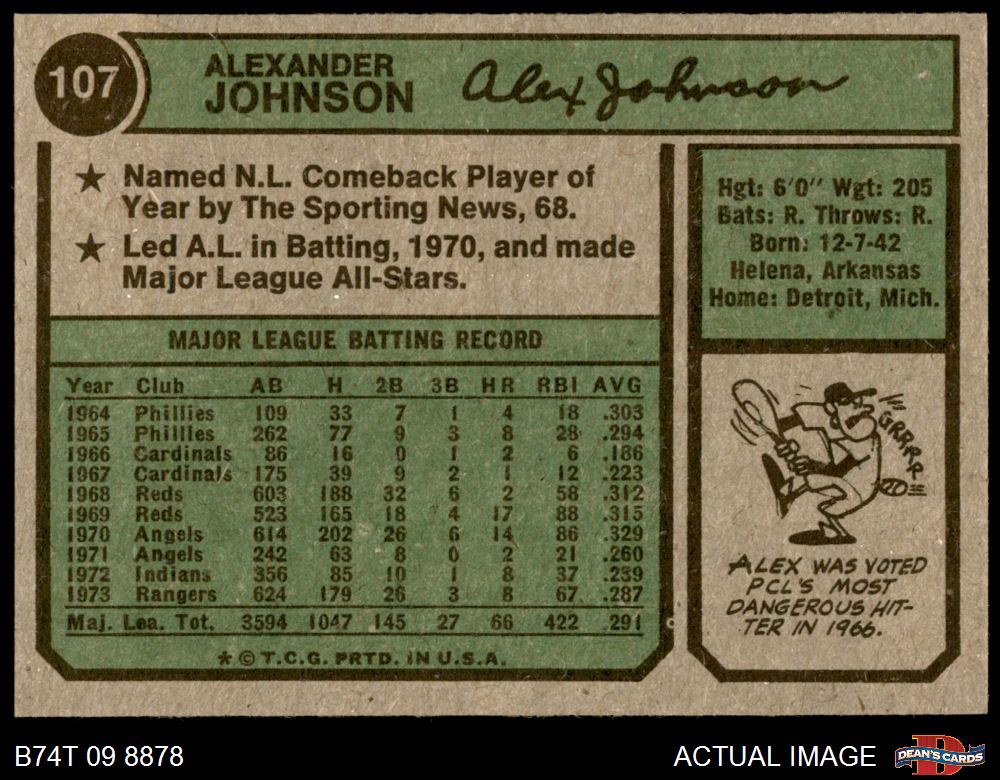 107
ALEXANDER
JOHNSON
Alex Johnson
★ Named N.L. Comeback Player of
Year by The Sporting News, 68.
★ Led A.L. in Batting, 1970, and made
Major League All-Stars.
Hgt: 6'0" Wgt: 205
Bats: R. Throws: R.
Born: 12-7-42
Helena, Arkansas
Home: Detroit, Mich.
MAJOR LEAGUE BATTING RECORD
Year Club AB H 2B 3B HR RBI AVG
1964 Phillies 109 33 7 1 4 18 .303
1965 Phillies 262 77 9 3 8 28 .294
1966 Cardinals 86 16 0 1 2 6 .186
1967 Cardinals 175 39 9 2 1 12 .223
1968 Reds 603 188 32 6 2 58 .312
1969 Reds 523 165 18 4 17 88 .315
1970 Angels 614 202 26 6 14 86 .329
1971 Angels 242 63 8 0 2 21 .260
1972 Indians 356 85 10 1 8 37 .239
1973 Rangers 624 179 26 3 8 67 .287
Maj. Lea. Tot. 3594 1047 145 27 66 422 .291
* © T.C.G. PRTD. IN U.S.A.
GRRRR
ALEX WAS VOTED
PCL'S MOST
DANGEROUS HIT-
TER IN 1966.
B74T 09 8878
ACTUAL IMAGE
D
DEAN'S CARDS